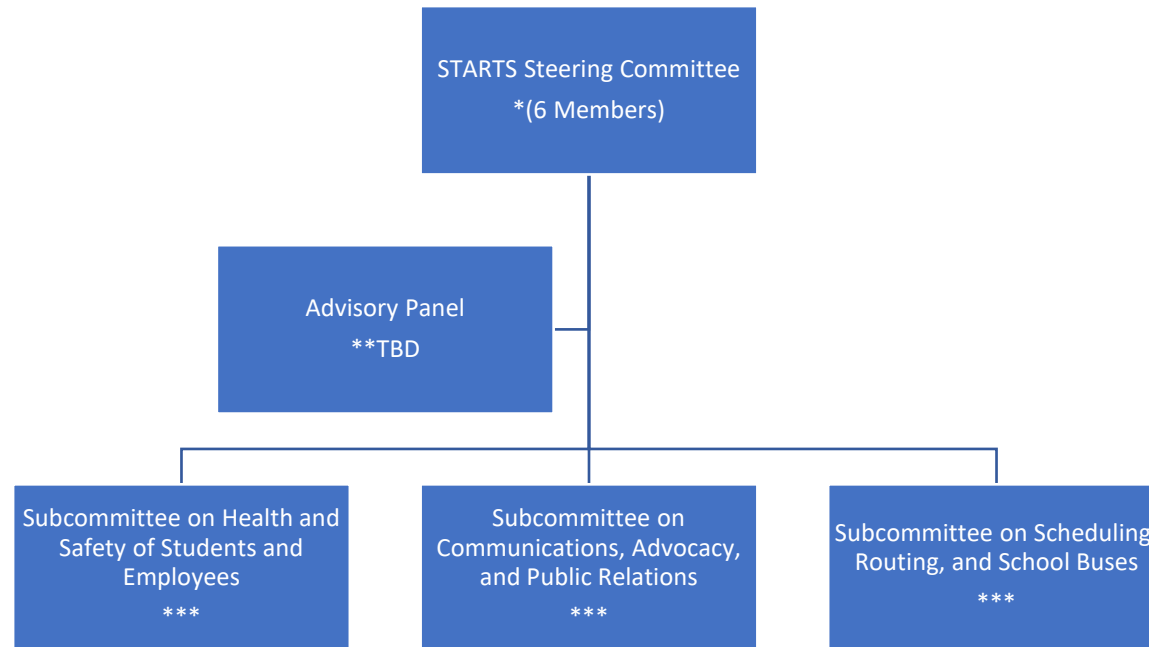 STARTS Steering Committee
*(6 Members)
Advisory Panel
**TBD
Subcommittee on Health and
Safety of Students and
Employees
***
Subcommittee on
Communications, Advocacy,
and Public Relations
***
Subcommittee on Scheduling,
Routing, and School Buses
***